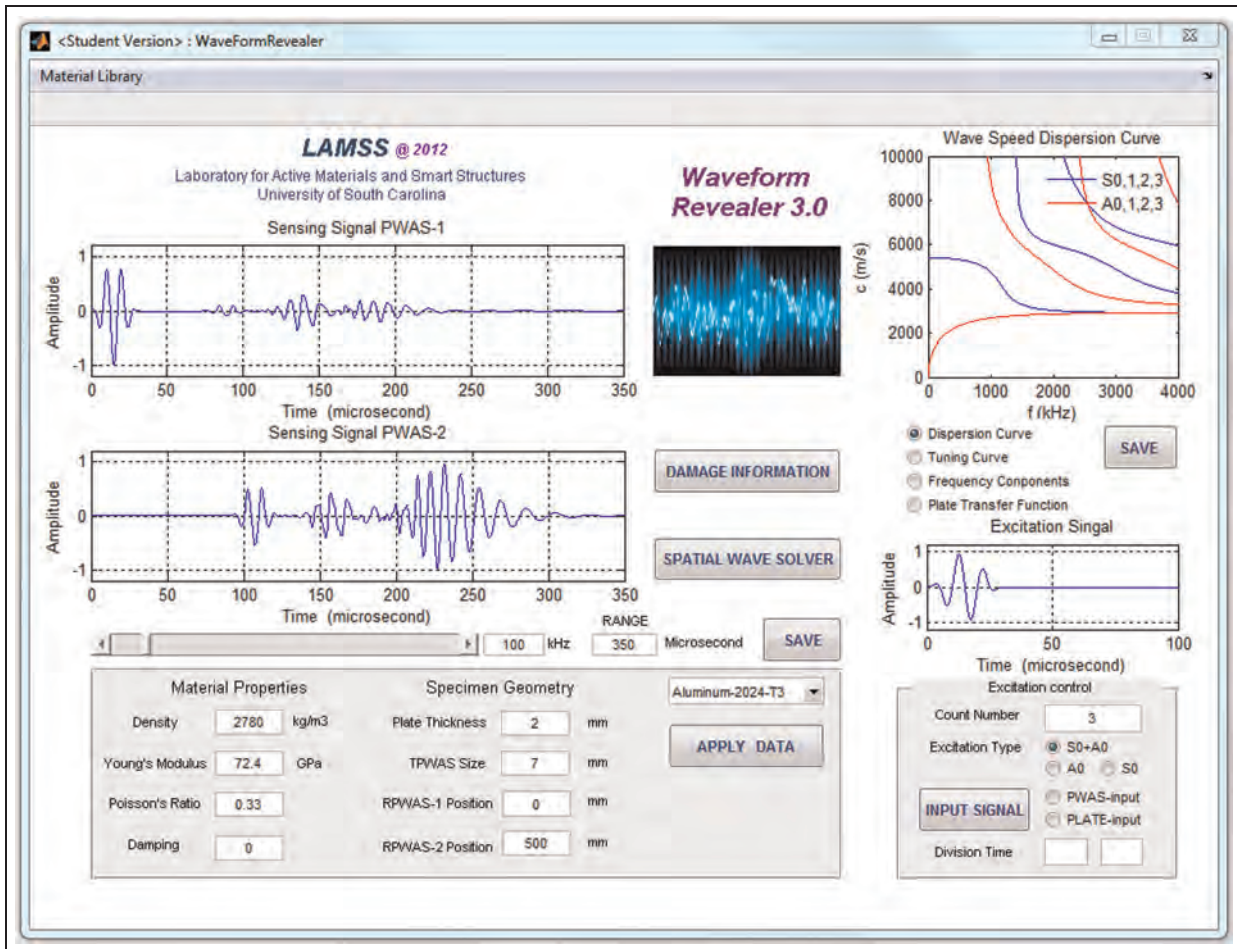 <Student Version> : WaveFormRevealer
Material Library
LAMSS @ 2012
Laboratory for Active Materials and Smart Structures
University of South Carolina
Waveform
Revealer 3.0
Sensing Signal PWAS-1
Amplitude
1
0
-1
0 50 100 150 200 250 300 350
Time (microsecond)
Sensing Signal PWAS-2
Amplitude
1
0
-1
0 50 100 150 200 250 300 350
Time (microsecond)
100 kHz
RANGE
350 Microsecond
SAVE
DAMAGE INFORMATION
SPATIAL WAVE SOLVER
Wave Speed Dispersion Curve
c (m/s)
10000
8000
6000
4000
2000
0
S0,1,2,3
A0,1,2,3
0 1000 2000 3000 4000
f (kHz)
Dispersion Curve
Tuning Curve
Frequency Conponents
Plate Transfer Function
SAVE
Excitation Singal
Amplitude
1
0
-1
0 50 100
Time (microsecond)
Material Properties
Density 2780 kg/m3
Young's Modulus 72.4 GPa
Poisson's Ratio 0.33
Damping 0
Specimen Geometry
Plate Thickness 2 mm
TPWAS Size 7 mm
RPWAS-1 Position 0 mm
RPWAS-2 Position 500 mm
Aluminum-2024-T3
APPLY DATA
Excitation control
Count Number 3
Excitation Type S0+A0
A0 S0
INPUT SIGNAL
PWAS-input
PLATE-input
Division Time